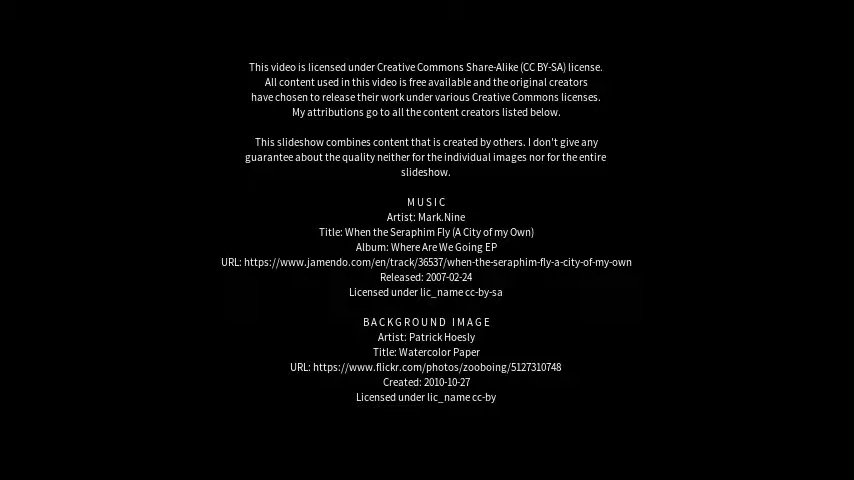 This video is licensed under Creative Commons Share-Alike (CC BY-SA) license.
All content used in this video is free available and the original creators
have chosen to release their work under various Creative Commons licenses.
My attributions go to all the content creators listed below.
This slideshow combines content that is created by others. I don't give any
guarantee about the quality neither for the individual images nor for the entire
slideshow.
MUSIC
Artist: Mark.Nine
Title: When the Seraphim Fly (A City of my Own)
Album: Where Are We Going EP
URL: https://www.jamendo.com/en/track/36537/when-the-seraphim-fly-a-city-of-my-own
Released: 2007-02-24
Licensed under lic_name cc-by-sa
BACKGROUND IMAGE
Artist: Patrick Hoesly
Title: Watercolor Paper
URL: https://www.flickr.com/photos/zooboing/5127310748
Created: 2010-10-27
Licensed under lic_name cc-by